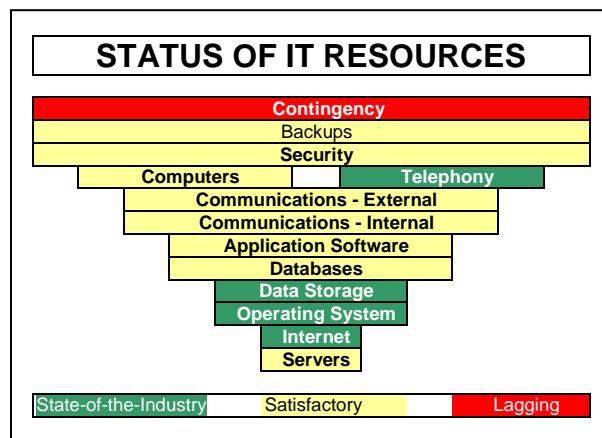 STATUS OF IT RESOURCES
Contingency
Backups
Security
Computers Telephony
Communications - External
Communications - Internal
Application Software
Databases
Data Storage
Operating System
Internet
Servers
State-of-the-Industry Satisfactory Lagging